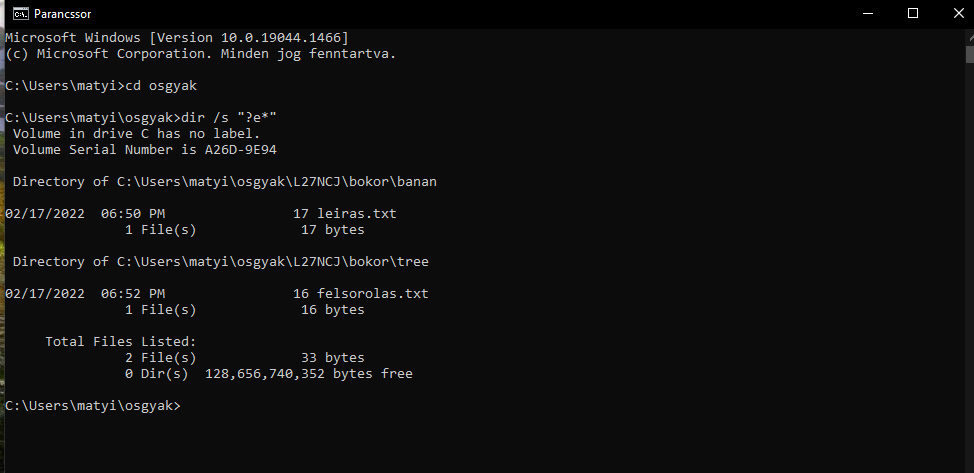 Parancssor
Microsoft Windows [Version 10.0.19044.1466]
(c) Microsoft Corporation. Minden jog fenntartva.
C:\Users\matyi>cd osgyak
C:\Users\matyi\osgyak>dir /s "?e*"
Volume in drive C has no label.
Volume Serial Number is A26D-9E94
Directory of C:\Users\matyi\osgyak\L27NCJ\bokor\banan
02/17/2022  06:50 PM                17 leiras.txt
1 File(s)             17 bytes
Directory of C:\Users\matyi\osgyak\L27NCJ\bokor\tree
02/17/2022  06:52 PM                16 felsorolas.txt
1 File(s)             16 bytes
Total Files Listed:
2 File(s)             33 bytes
0 Dir(s)  128,656,740,352 bytes free
C:\Users\matyi\osgyak>